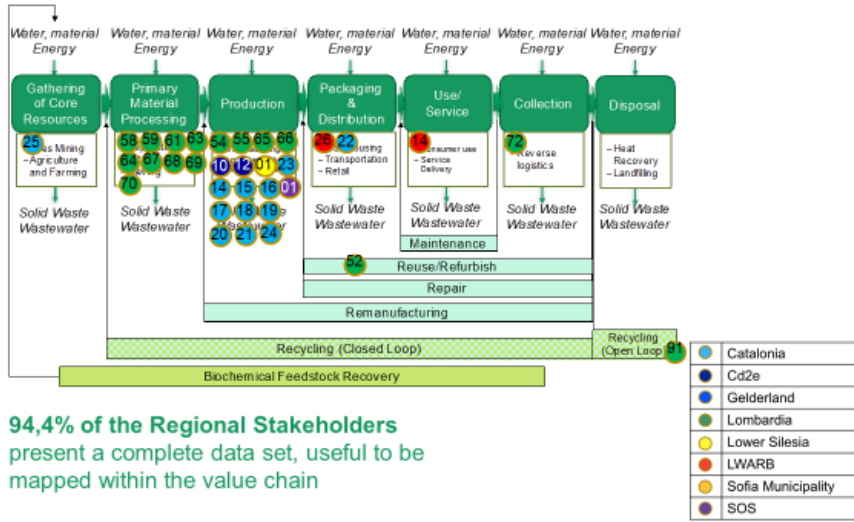 Water, material Water, material Water, material Water, material Water, material Water, material Water, material
Energy Energy Energy Energy Energy Energy Energy
Gathering of Core Resources
Primary Material Processing
Production
Packaging & Distribution
Use/ Service
Collection
Disposal
25
Mining
–Agriculture
and Farming
58 59 61 63
64 67 68 69
70
54 55 65 66
10 12 01 23
14 15 16 01
17 18 19
20 21 24
26 22
–Transportation
–Retail
14
–Service
Delivery
72
logistics
–Heat
Recovery
–Landfilling
Solid Waste Solid Waste Solid Waste Solid Waste Solid Waste Solid Waste
Wastewater Wastewater Wastewater Wastewater Wastewater Wastewater
Maintenance
52
Reuse/Refurbish
Repair
Remanufacturing
Recycling (Closed Loop)
Recycling
(Open Loop
91
Biochemical Feedstock Recovery
94,4% of the Regional Stakeholders
present a complete data set, useful to be
mapped within the value chain
Catalonia
Cd2e
Gelderland
Lombardia
Lower Silesia
LWARB
Sofia Municipality
SOS